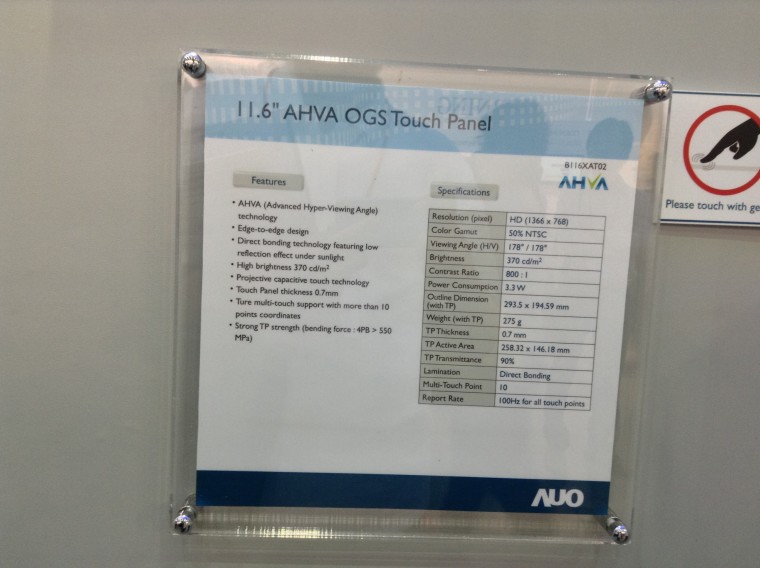 11.6" AHVA OGS Touch Panel
B116XAT02
AHVA
Features
• AHVA (Advanced Hyper-Viewing Angle)
technology
• Edge-to-edge design
• Direct bonding technology featuring low
reflection effect under sunlight
• High brightness 370 cd/m²
• Projective capacitive touch technology
• Touch Panel thickness 0.7mm
• Ture multi-touch support with more than 10
points coordinates
• Strong TP strength (bending force : 4PB > 550
MPa)
Specifications
Resolution (pixel) HD (1366 x 768)
Color Gamut 50% NTSC
Viewing Angle (H/V) 178° / 178°
Brightness 370 cd/m²
Contrast Ratio 800 : 1
Power Consumption 3.3 W
Outline Dimension
(with TP) 293.5 x 194.59 mm
Weight (with TP) 275 g
TP Thickness 0.7 mm
TP Active Area 258.32 x 146.18 mm
TP Transmittance 90%
Lamination Direct Bonding
Multi-Touch Point 10
Report Rate 100Hz for all touch points
AUO
Please touch with ge